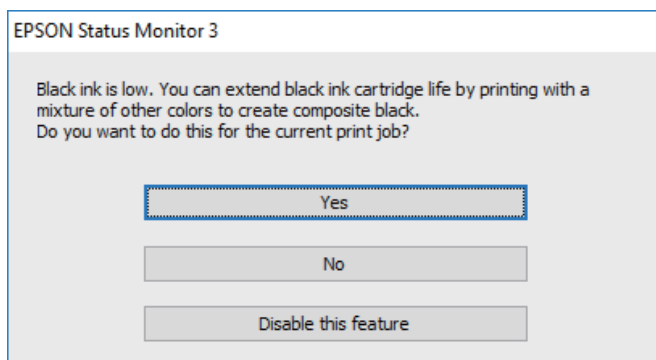 EPSON Status Monitor 3
Black ink is low. You can extend black ink cartridge life by printing with a
mixture of other colors to create composite black.
Do you want to do this for the current print job?
Yes
No
Disable this feature